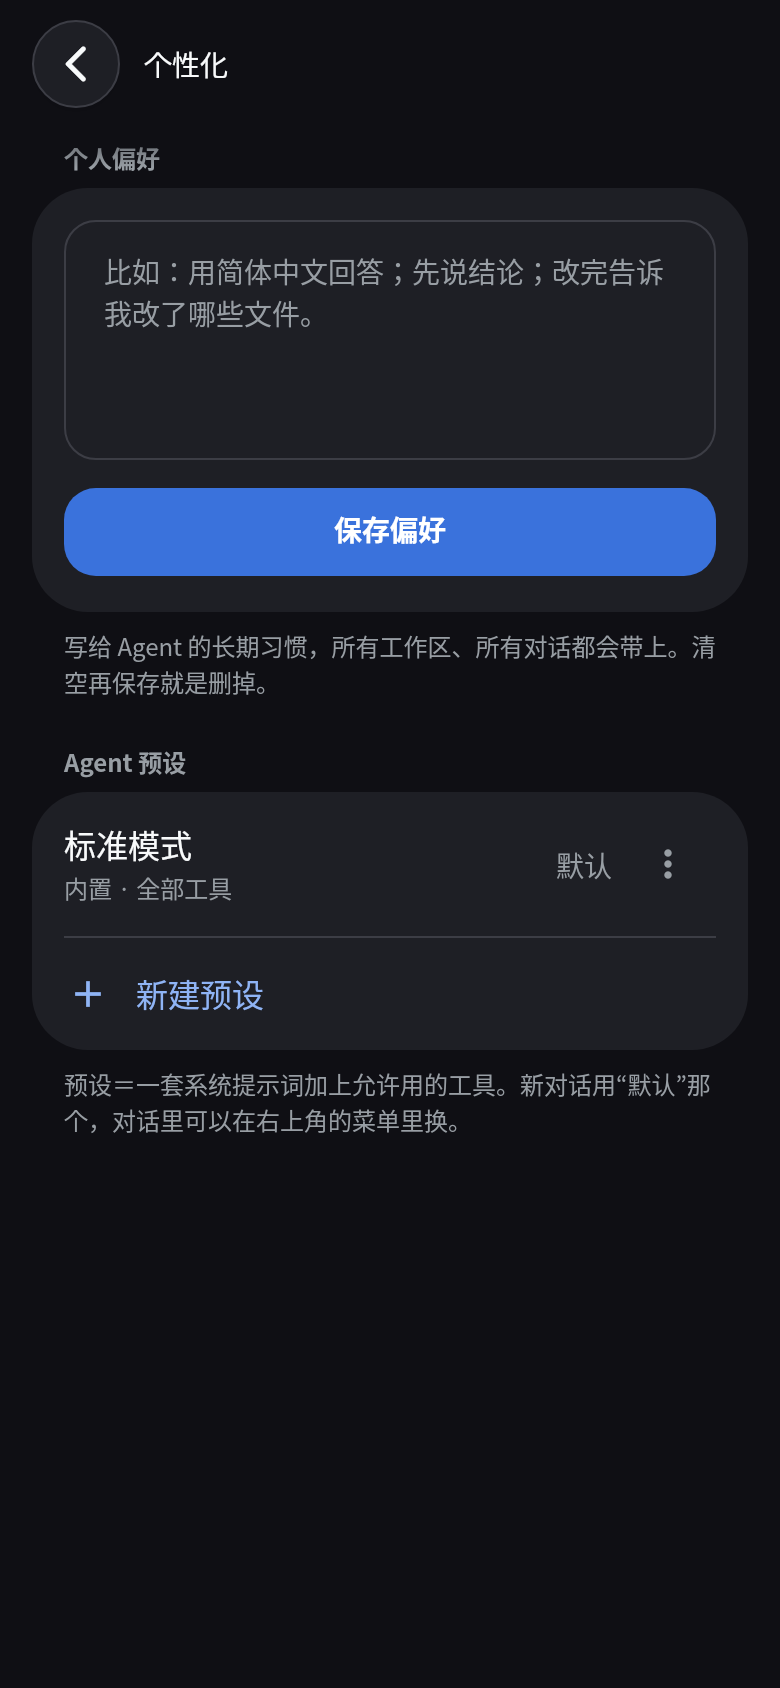 个性化
个人偏好
比如：用简体中文回答；先说结论；改完告诉
我改了哪些文件。
保存偏好
写给 Agent 的长期习惯，所有工作区、所有对话都会带上。清
空再保存就是删掉。
Agent 预设
标准模式
内置 · 全部工具
默认
新建预设
预设＝一套系统提示词加上允许用的工具。新对话用“默认”那
个，对话里可以在右上角的菜单里换。